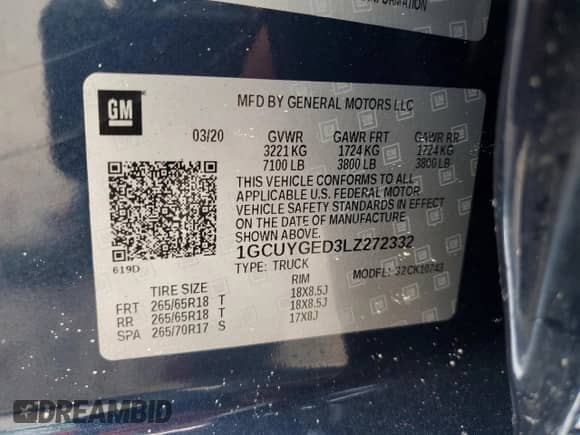 INFORMATION
GM
MFD BY GENERAL MOTORS LLC
03/20 GVWR GAWR FRT GAWR RR
3221 KG 1724 KG 1724 KG
7100 LB 3800 LB 3800 LB
THIS VEHICLE CONFORMS TO ALL
APPLICABLE U.S. FEDERAL MOTOR
VEHICLE SAFETY STANDARDS IN EFFECT
ON THE DATE OF MANUFACTURE
SHOWN ABOVE.
1GCUYGED3LZ272332
619D
TYPE: TRUCK MODEL: 32CK10743
TIRE SIZE RIM
FRT 265/65R18 T 18X8.5J
RR 265/65R18 T 18X8.5J
SPA 265/70R17 S 17X8J
DREAMBID